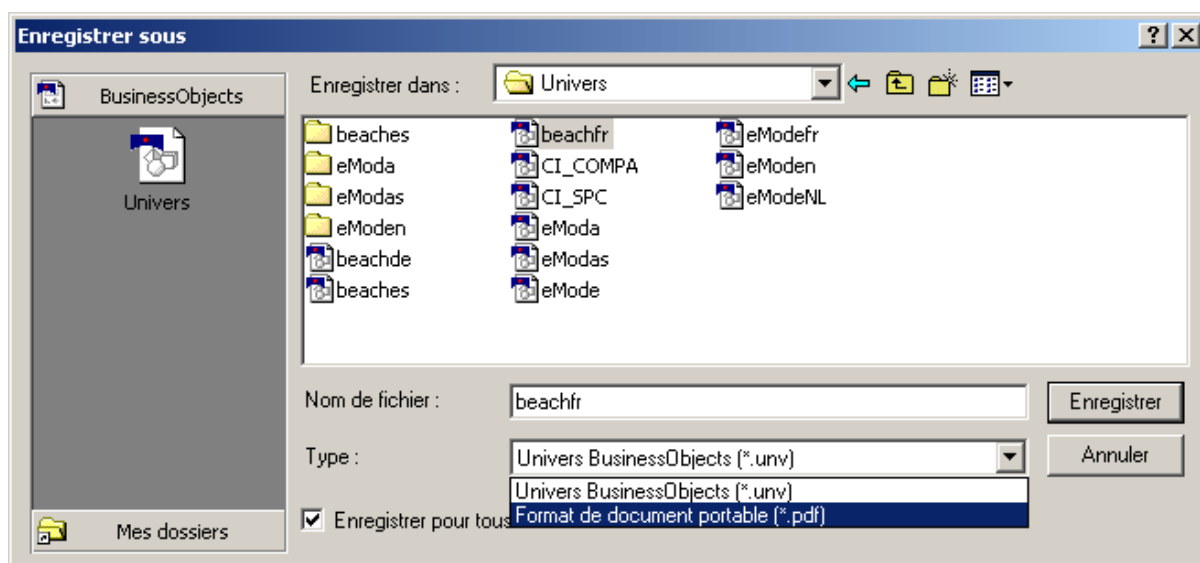 Enregistrer sous
BusinessObjects
Univers
Mes dossiers
Enregistrer dans :
Univers
beaches
eModa
eModas
eModen
beachde
beaches
beachfr
CI_COMPA
CI_SPC
eModa
eModas
eMode
eModefr
eModen
eModeNL
Nom de fichier :
beachfr
Enregistrer
Type :
Univers BusinessObjects (*.unv)
Annuler
Univers BusinessObjects (*.unv)
Format de document portable (*.pdf)
Enregistrer pour tous